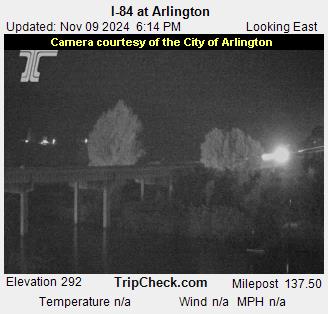 I-84 at Arlington
Updated: Nov 09 2024 6:14 PM Looking East
Camera courtesy of the City of Arlington
Elevation 292 TripCheck.com Milepost 137.50
Temperature n/a Wind n/a MPH n/a